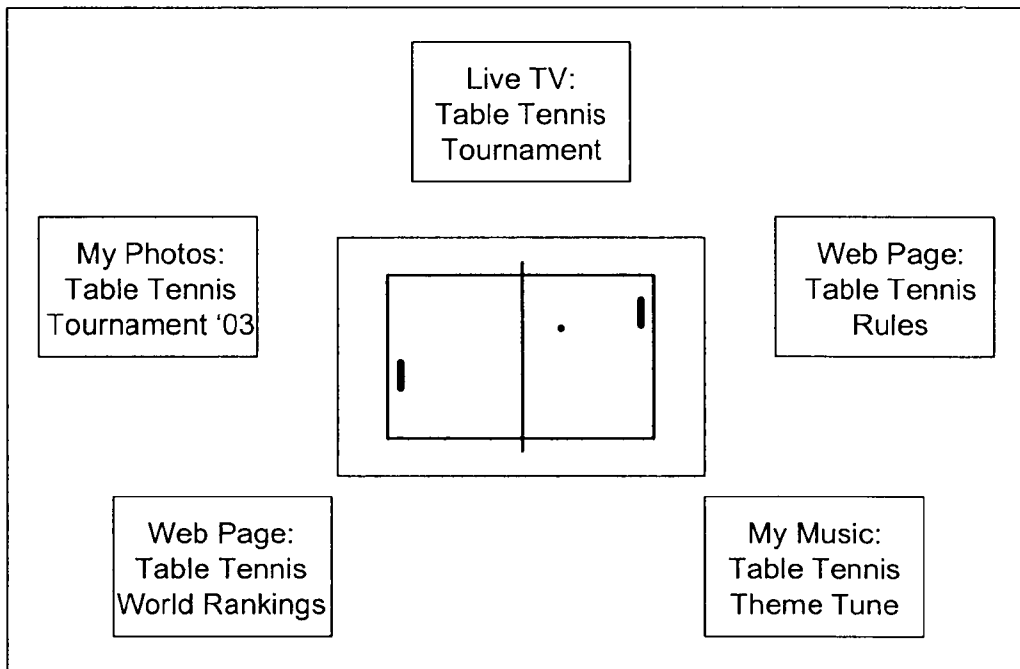 Live TV:
Table Tennis
Tournament
My Photos:
Table Tennis
Tournament ‘03
Web Page:
Table Tennis
Rules
Web Page:
Table Tennis
World Rankings
My Music:
Table Tennis
Theme Tune